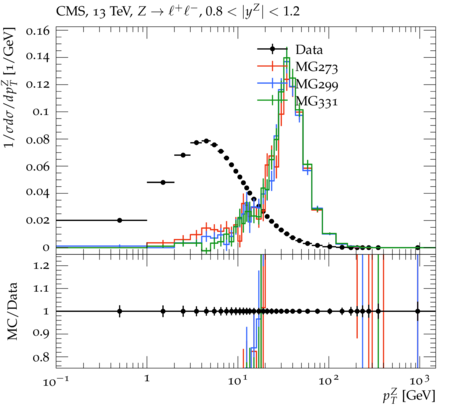 CMS, 13 TeV, Z → ℓ⁺ℓ⁻, 0.8 < |y^Z| < 1.2
1/σdσ/dp_T^Z [1/GeV]
0.16
0.14
0.12
0.1
0.08
0.06
0.04
0.02
0
Data
MG273
MG299
MG331
MC/Data
1.2
1.1
1
0.9
0.8
10⁻¹ 1 10¹ 10² 10³
p_T^Z [GeV]